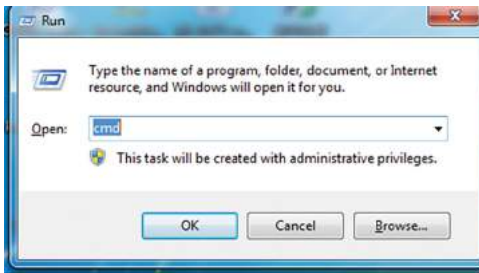 Run
Type the name of a program, folder, document, or Internet
resource, and Windows will open it for you.
Open:
cmd
This task will be created with administrative privileges.
OK
Cancel
Browse...